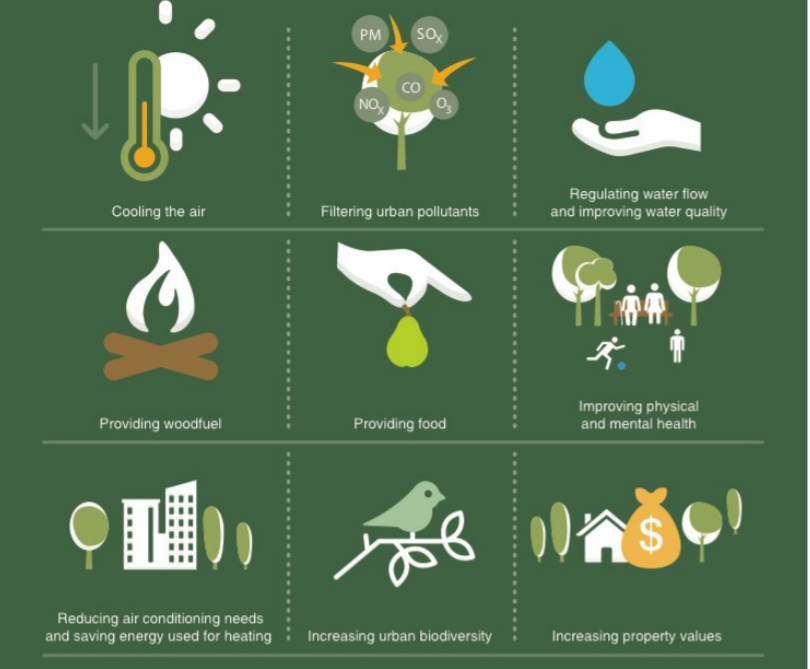 PM
SOx
CO
NOx
O3
Cooling the air
Filtering urban pollutants
Regulating water flow
and improving water quality
Providing woodfuel
Providing food
Improving physical
and mental health
$
Reducing air conditioning needs
and saving energy used for heating
Increasing urban biodiversity
Increasing property values